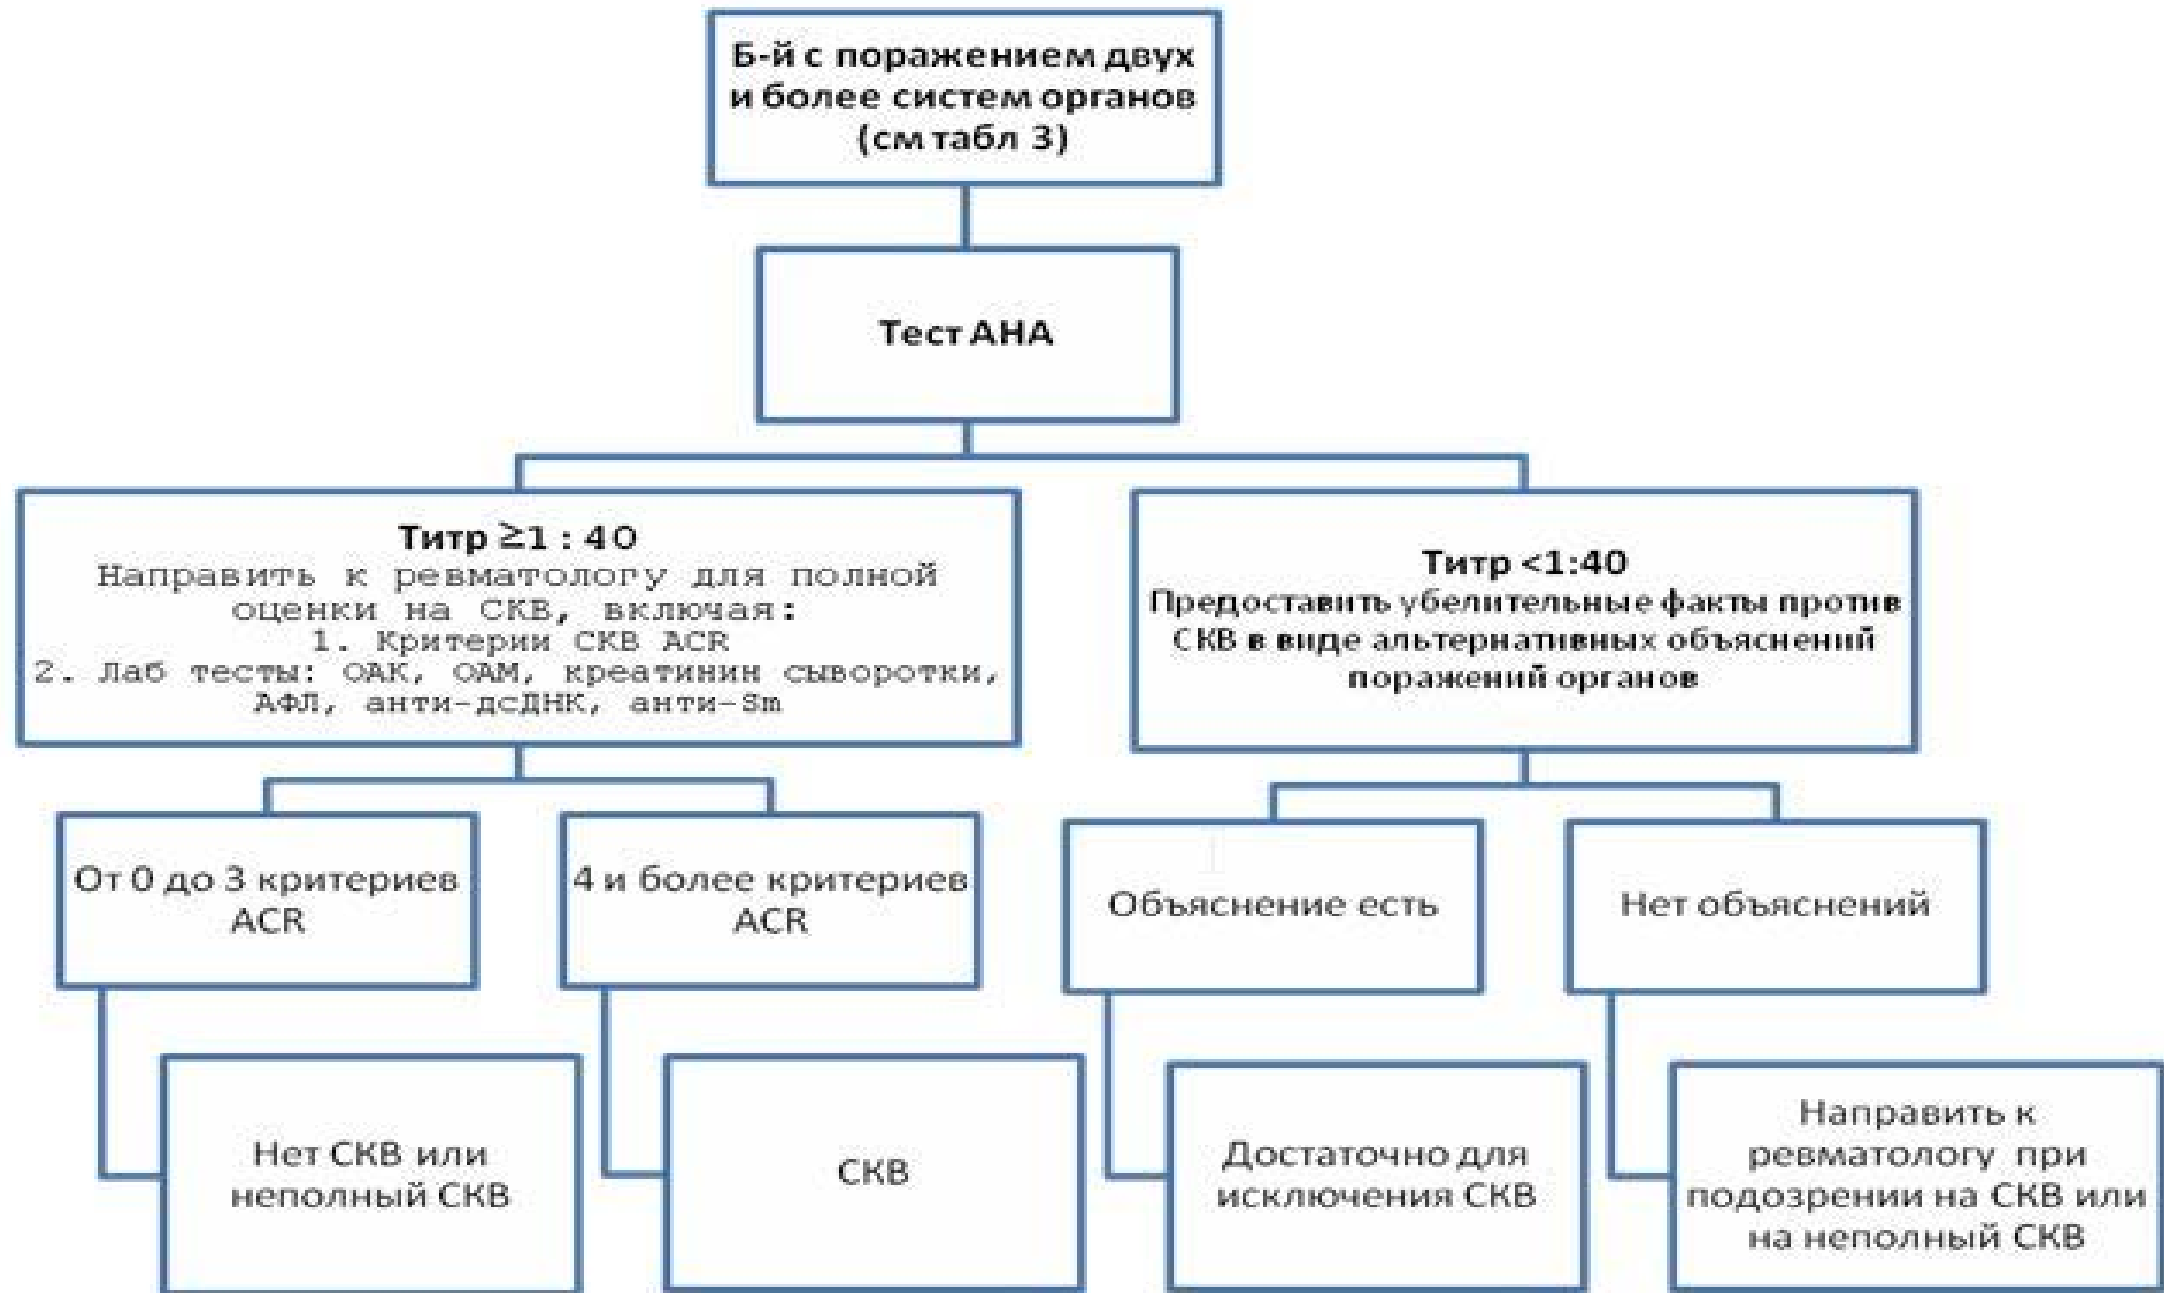 Б-й с поражением двух
и более систем органов
(см табл 3)
Тест АНА
Титр ≥1 : 40
Направить к ревматологу для полной
оценки на СКВ, включая:
1. Критерии СКВ ACR
2. Лаб тесты: ОАК, ОАМ, креатинин сыворотки,
АФЛ, анти-дсДНК, анти-Sm
Титр <1:40
Предоставить убелительные факты против
СКВ в виде альтернативных объяснений
поражений органов
От 0 до 3 критериев
ACR
4 и более критериев
ACR
Объяснение есть
Нет объяснений
Нет СКВ или
неполный СКВ
СКВ
Достаточно для
исключения СКВ
Направить к
ревматологу при
подозрении на СКВ или
на неполный СКВ